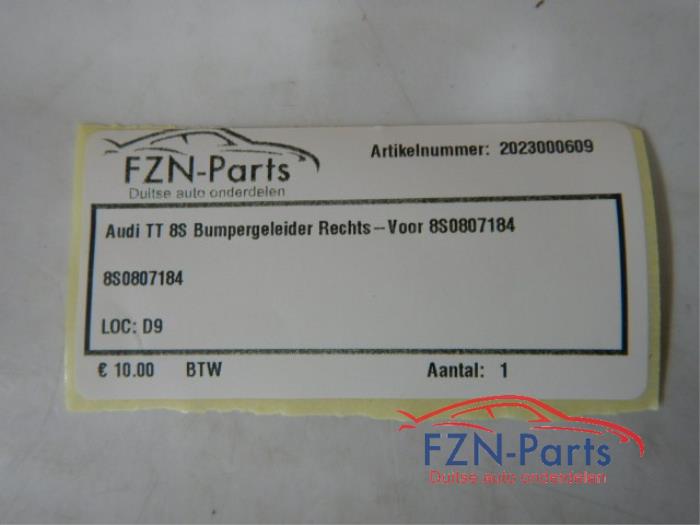 FZN-Parts
Duitse auto onderdelen
Artikelnummer: 2023000609
Audi TT 8S Bumpergeleider Rechts--Voor 8S0807184
8S0807184
LOC: D9
€ 10.00 BTW Aantal: 1
FZN-Parts
Duitse auto onderdelen